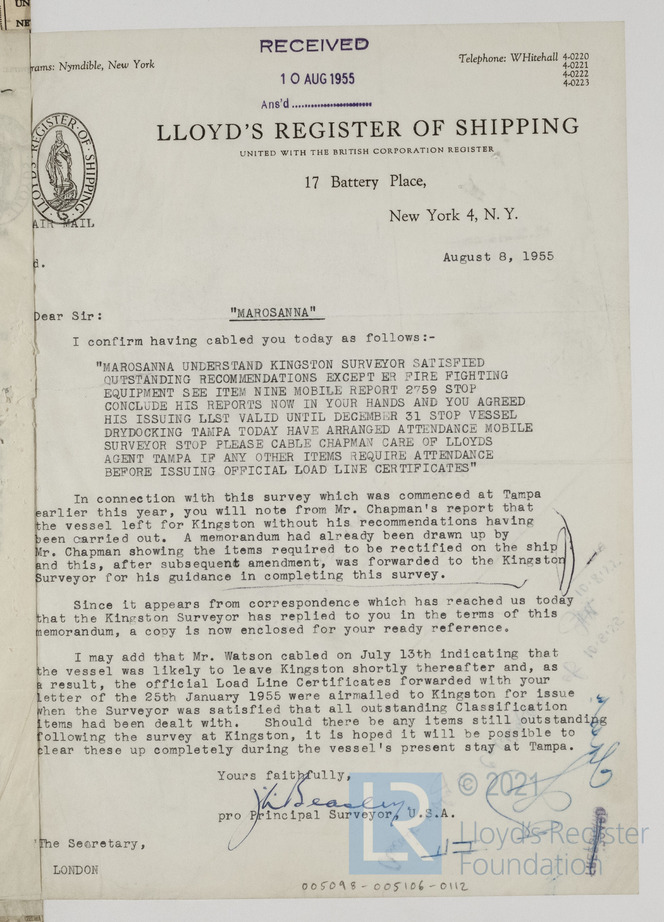 UN
NE
RECEIVED
10 AUG 1955
Ans'd
rams: Nymdible, New York
Telephone: WHitehall 4-0220
4-0221
4-0222
4-0223
LLOYD'S REGISTER OF SHIPPING
UNITED WITH THE BRITISH CORPORATION REGISTER
LLOYD'S REGISTER OF SHIPPING
17 Battery Place,
New York 4, N. Y.
AIR MAIL
August 8, 1955
d.
Dear Sir:
"MAROSANNA"
I confirm having cabled you today as follows:-
"MAROSANNA UNDERSTAND KINGSTON SURVEYOR SATISFIED
OUTSTANDING RECOMMENDATIONS EXCEPT ER FIRE FIGHTING
EQUIPMENT SEE ITEM NINE MOBILE REPORT 2759 STOP
CONCLUDE HIS REPORTS NOW IN YOUR HANDS AND YOU AGREED
HIS ISSUING LLST VALID UNTIL DECEMBER 31 STOP VESSEL
DRYDOCKING TAMPA TODAY HAVE ARRANGED ATTENDANCE MOBILE
SURVEYOR STOP PLEASE CABLE CHAPMAN CARE OF LLOYDS
AGENT TAMPA IF ANY OTHER ITEMS REQUIRE ATTENDANCE
BEFORE ISSUING OFFICIAL LOAD LINE CERTIFICATES"
In connection with this survey which was commenced at Tampa
earlier this year, you will note from Mr. Chapman's report that
the vessel left for Kingston without his recommendations having
been carried out. A memorandum had already been drawn up by
Mr. Chapman showing the items required to be rectified on the ship
and this, after subsequent amendment, was forwarded to the Kingston
Surveyor for his guidance in completing this survey.
Since it appears from correspondence which has reached us today
that the Kingston Surveyor has replied to you in the terms of this
memorandum, a copy is now enclosed for your ready reference.
I may add that Mr. Watson cabled on July 13th indicating that
the vessel was likely to leave Kingston shortly thereafter and, as
a result, the official Load Line Certificates forwarded with your
letter of the 25th January 1955 were airmailed to Kingston for issue
when the Surveyor was satisfied that all outstanding Classification
items had been dealt with. Should there be any items still outstanding
following the survey at Kingston, it is hoped it will be possible to
clear these up completely during the vessel's present stay at Tampa.
Yours faithfully,
Beasley
pro Principal Surveyor, U.S.A.
The Secretary,
LONDON
LR
© 2021
Lloyd's Register
Foundation
005098-005106-0112